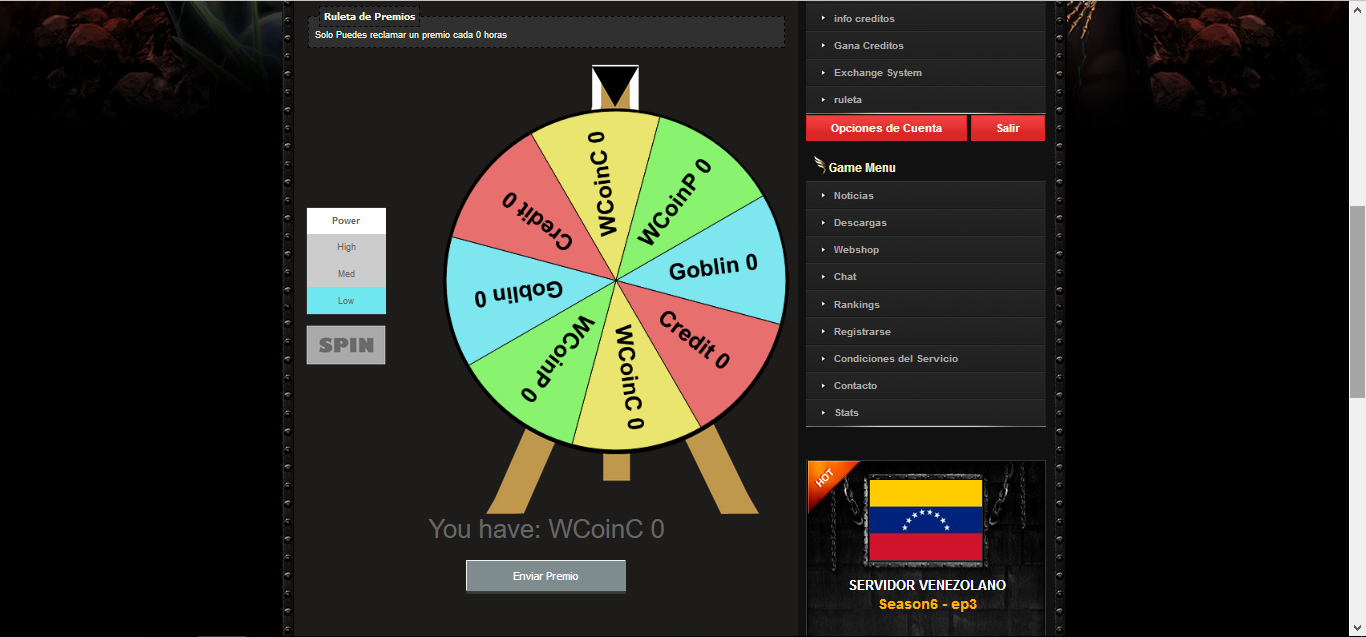 Ruleta de Premios
Solo Puedes reclamar un premio cada 0 horas
Power
High
Med
Low
SPIN
WCoinC 0
WCoinP 0
Goblin 0
Credit 0
WCoinC 0
WCoinP 0
Goblin 0
Credit 0
You have: WCoinC 0
Enviar Premio
info creditos
Gana Creditos
Exchange System
ruleta
Opciones de Cuenta
Salir
Game Menu
Noticias
Descargas
Webshop
Chat
Rankings
Registrarse
Condiciones del Servicio
Contacto
Stats
HOT
SERVIDOR VENEZOLANO
Season6 - ep3